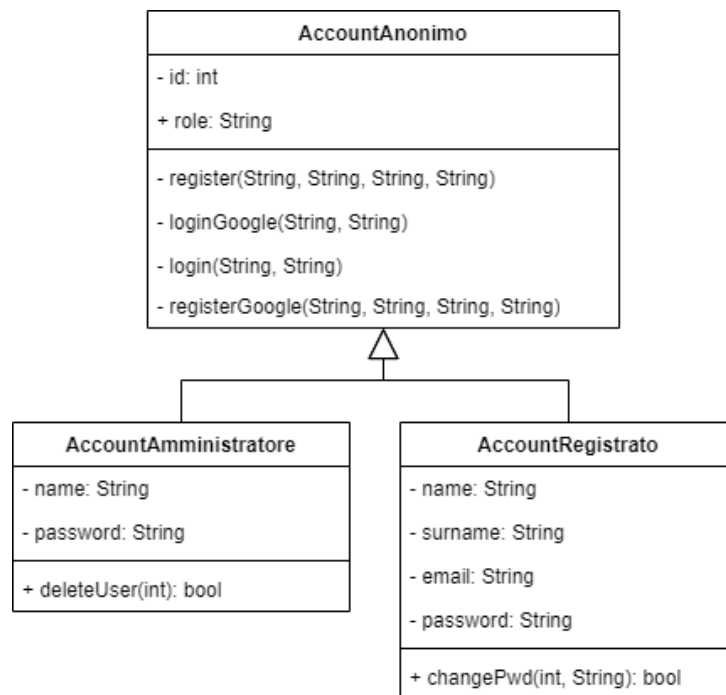 AccountAnonimo
- id: int
+ role: String
- register(String, String, String, String)
- loginGoogle(String, String)
- login(String, String)
- registerGoogle(String, String, String, String)
AccountAmministratore
- name: String
- password: String
+ deleteUser(int): bool
AccountRegistrato
- name: String
- surname: String
- email: String
- password: String
+ changePwd(int, String): bool